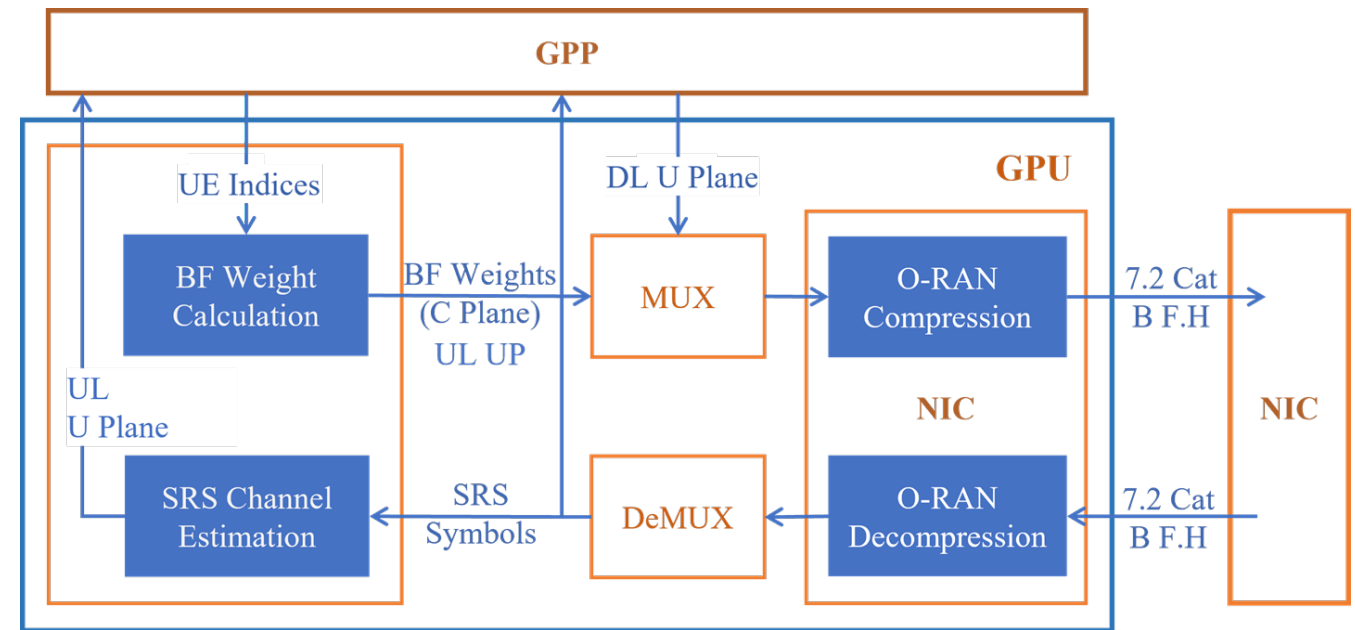 GPP
GPU
UE Indices
DL U Plane
BF Weight
Calculation
BF Weights
(C Plane)
UL UP
MUX
O-RAN
Compression
7.2 Cat
B F.H
UL
U Plane
NIC
NIC
SRS Channel
Estimation
SRS
Symbols
DeMUX
O-RAN
Decompression
7.2 Cat
B F.H